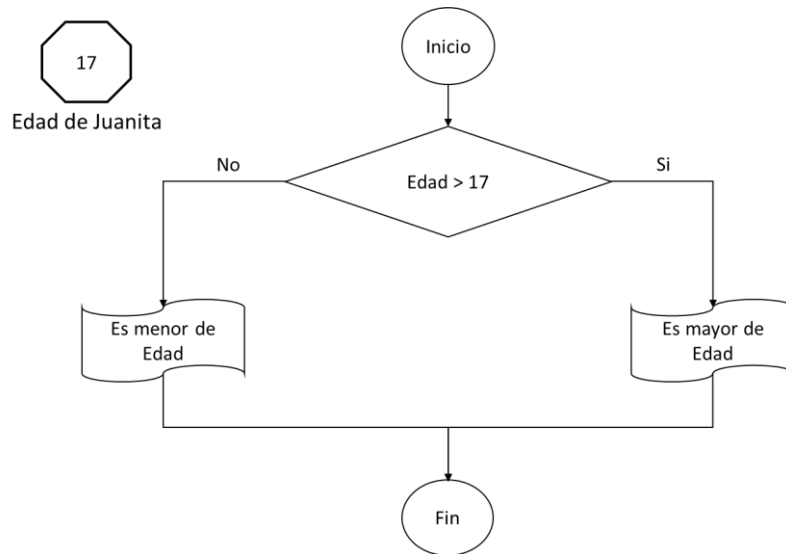 17
Edad de Juanita
Inicio
Edad > 17
No
Si
Es menor de
Edad
Es mayor de
Edad
Fin